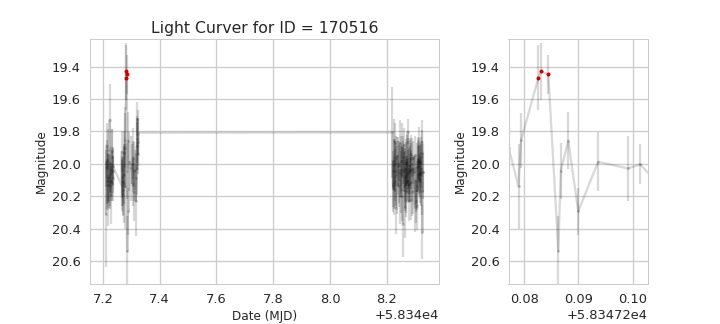 Light Curver for ID = 170516
Magnitude
19.4
19.6
19.8
20.0
20.2
20.4
20.6
7.2 7.4 7.6 7.8 8.0 8.2
Date (MJD)
+5.834e4
Magnitude
19.4
19.6
19.8
20.0
20.2
20.4
20.6
0.08 0.09 0.10
+5.83472e4